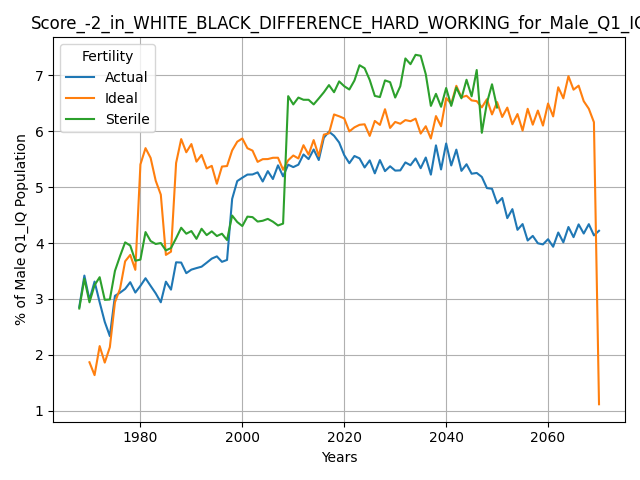 Score_-2_in_WHITE_BLACK_DIFFERENCE_HARD_WORKING_for_Male_Q1_IQ
Fertility
Actual
Ideal
Sterile
% of Male Q1_IQ Population
7
6
5
4
3
2
1
1980 2000 2020 2040 2060
Years